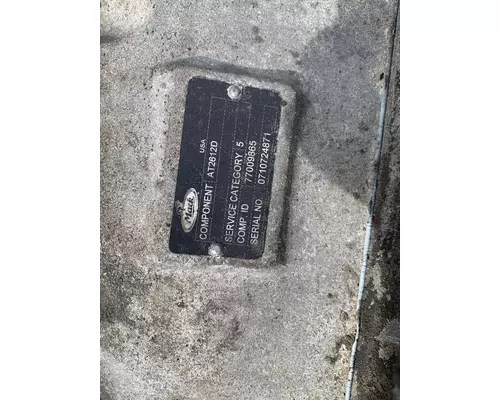 Mack
USA
COMPONENT AT2612D
SERVICE CATEGORY 5
COMP. ID 77009865
SERIAL NO. 0710724871